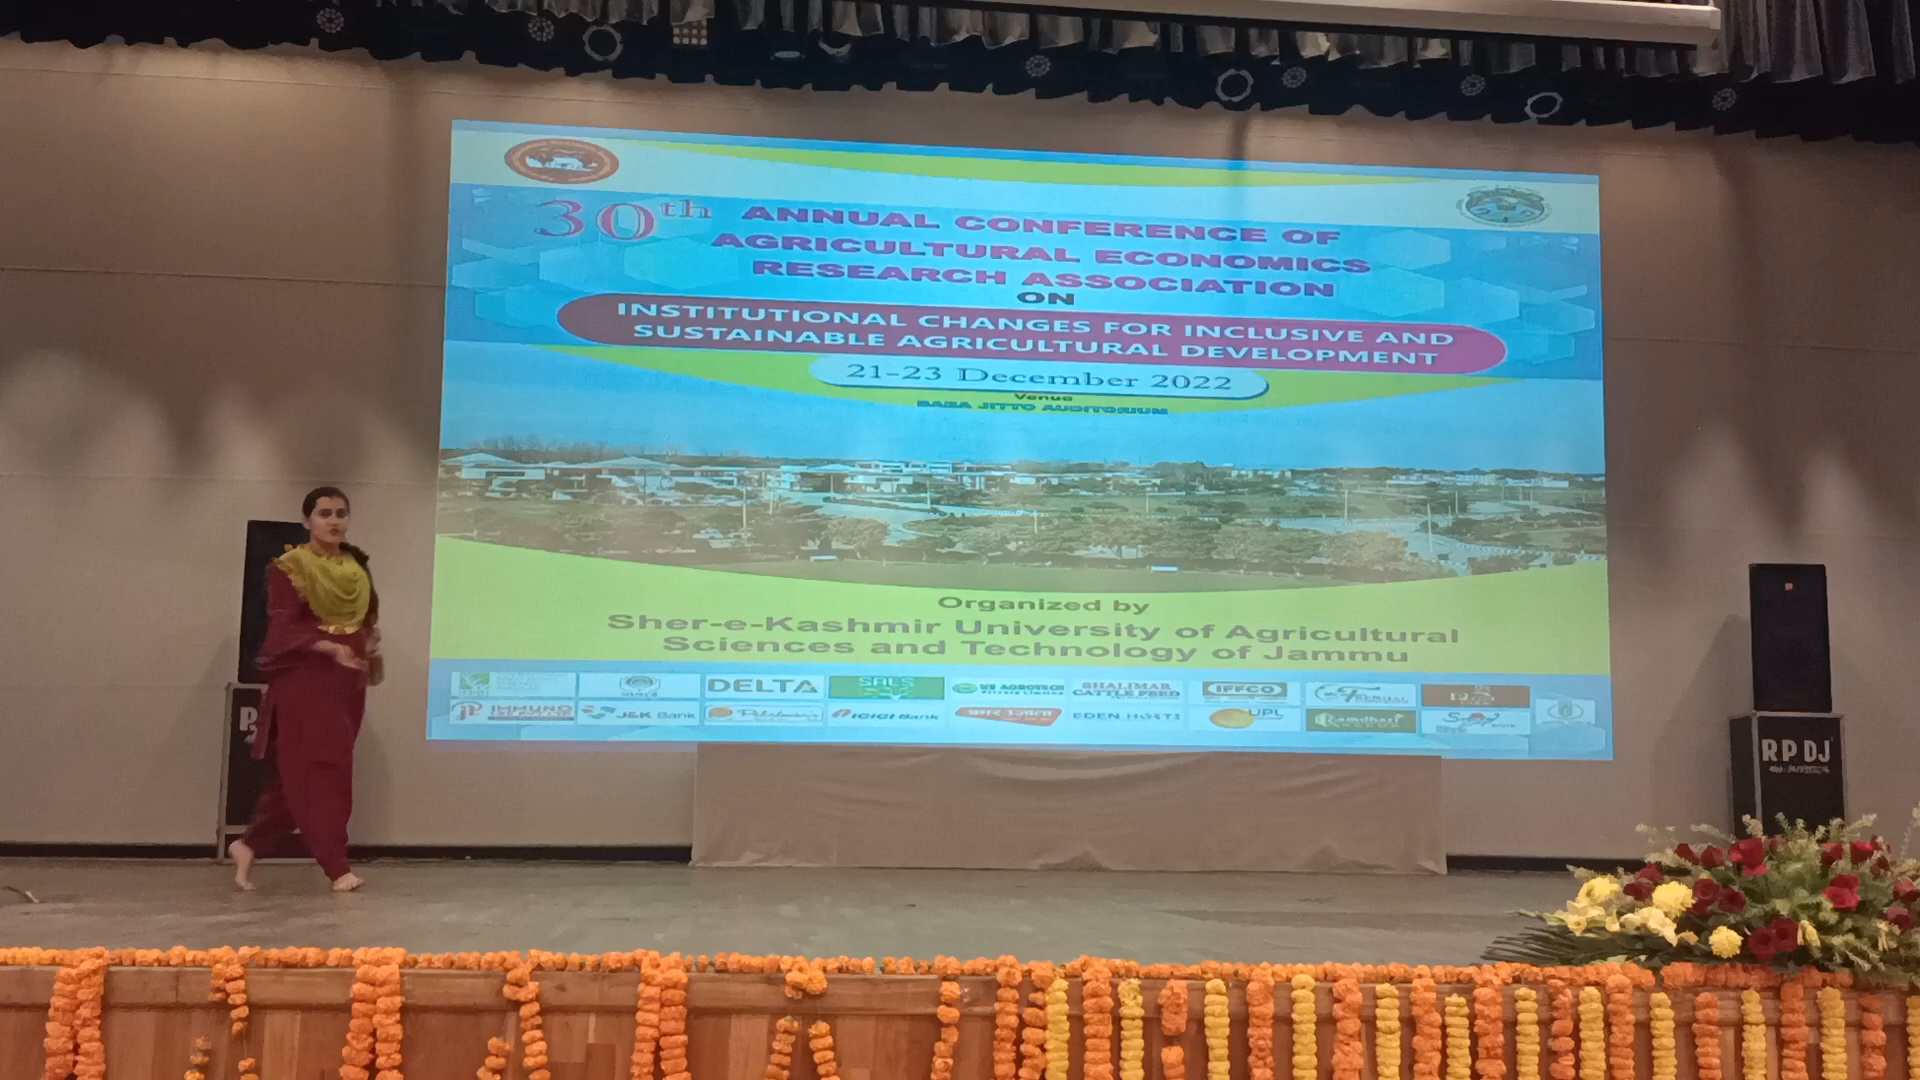 30th ANNUAL CONFERENCE OF
AGRICULTURAL ECONOMICS
RESEARCH ASSOCIATION
ON
INSTITUTIONAL CHANGES FOR INCLUSIVE AND
SUSTAINABLE AGRICULTURAL DEVELOPMENT
21-23 December 2022
Venue
BABA JITTO AUDITORIUM
Organized by
Sher-e-Kashmir University of Agricultural
Sciences and Technology of Jammu
DELTA
SHALIMAR
CATTLE FEED
IFFCO
IMMUNO
J&K Bank
ICICI Bank
EDEN HORTI
UPL
RP DJ